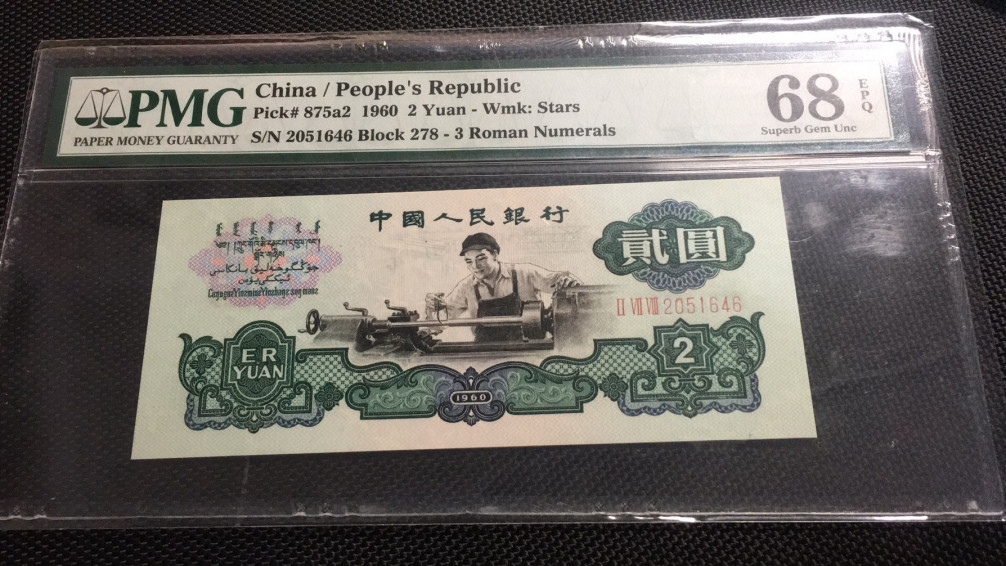 PMG
PAPER MONEY GUARANTY
China / People's Republic
Pick# 875a2 1960 2 Yuan - Wmk: Stars
S/N 2051646 Block 278 - 3 Roman Numerals
68 EPQ
Superb Gem Unc
中國人民銀行
貳圓
II VII VIII 2051646
ER
YUAN
2
1960